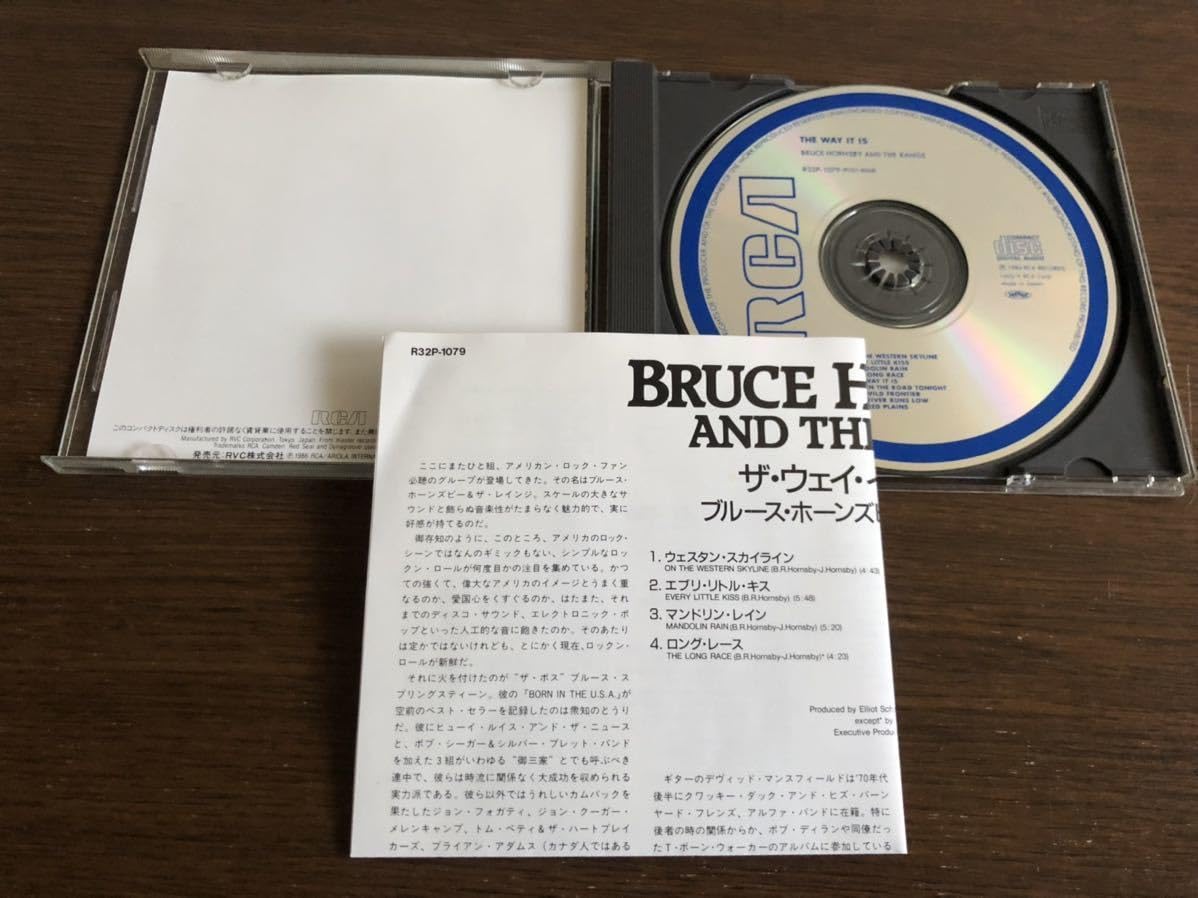 RCA
このコンパクトディスクは権利者の許諾なく賃貸業に使用することを禁じます。また無
Manufactured by RVC Corporation, Tokyo, Japan. From master record
Trademarks RCA, Camden, Red Seal and Dynagroove used
発売元:RVC株式会社 Ⓟ1986 RCA/ARIOLA INTERNAT
THE WAY IT IS
BRUCE HORNSBY AND THE RANGE
R32P-1079
RCA
COMPACT
disc
DIGITAL AUDIO
Made in Japan
THE WESTERN SKYLINE
LITTLE KISS
DOLIN RAIN
ONG RACE
WAY IT IS
N THE ROAD TONIGHT
WILD FRONTIER
RIVER RUNS LOW
RED PLAINS
R32P-1079
BRUCE H
AND THE
ザ・ウェイ・イ
ブルース・ホーンズビ
1. ウェスタン・スカイライン
ON THE WESTERN SKYLINE (B.R.Hornsby-J.Hornsby) (4:43)
2. エブリ・リトル・キス
EVERY LITTLE KISS (B.R.Hornsby) (5:48)
3. マンドリン・レイン
MANDOLIN RAIN (B.R.Hornsby-J.Hornsby) (5:20)
4. ロング・レース
THE LONG RACE (B.R.Hornsby-J.Hornsby)* (4:23)
Produced by Elliot Sch
except* by
Executive Produ
ここにまたひと組、アメリカン・ロック・ファン
必聴のグループが登場してきた。その名はブルース・
ホーンズビー&ザ・レインジ。スケールの大きなサ
ウンドと飾らぬ音楽性がたまらなく魅力的で、実に
好感が持てるのだ。
御存知のように、このところ、アメリカのロック・
シーンではなんのギミックもない、シンプルなロッ
クン・ロールが何度目かの注目を集めている。かつ
ての強くて、偉大なアメリカのイメージとうまく重
なるのか、愛国心をくすぐるのか、はたまた、それ
までのディスコ・サウンド、エレクトロニック・ポ
ップといった人工的な音に飽きたのか。そのあたり
は定かではないけれども、とにかく現在、ロックン・
ロールが新鮮だ。
それに火を付けたのが“ザ・ボス”ブルース・ス
プリングスティーン。彼の『BORN IN THE U.S.A.』が
空前のベスト・セラーを記録したのは衆知のとうり
だ。彼にヒューイ・ルイス・アンド・ザ・ニュース
と、ボブ・シーガー&シルバー・ブレット・バンド
を加えた3組がいわゆる“御三家”とでも呼ぶべき
連中で、彼らは時流に関係なく大成功を収められる
実力派である。彼ら以外ではうれしいカムバックを
果たしたジョン・フォガティ、ジョン・クーガー・
メレンキャンプ、トム・ペティ&ザ・ハートブレイ
カーズ、ブライアン・アダムス(カナダ人ではある
ギターのデヴィッド・マンスフィールドは'70年代
後半にクワッキー・ダック・アンド・ヒズ・バーン
ヤード・フレンズ、アルファ・バンドに在籍。特に
後者の時の関係からか、ボブ・ディランや同僚だっ
たT・ボーン・ウォーカーのアルバムに参加している